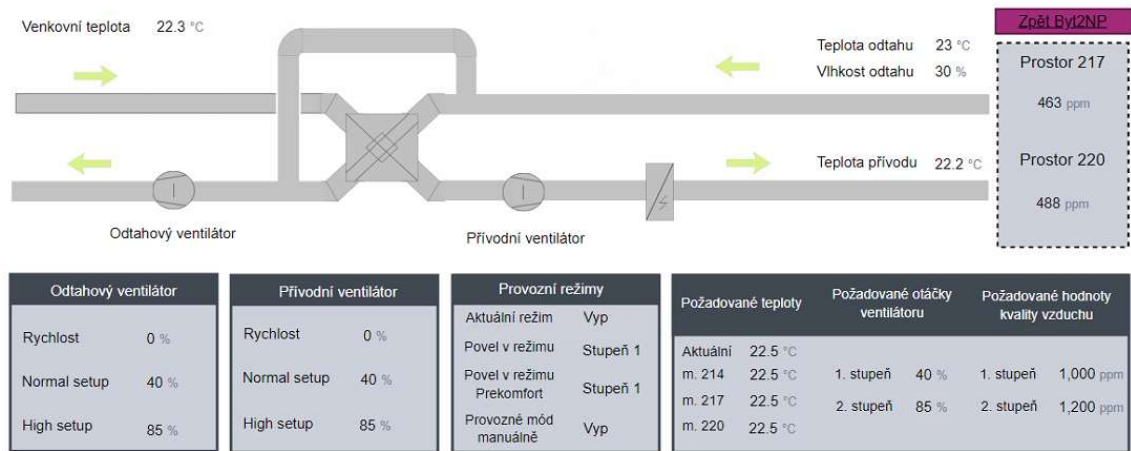 Venkovní teplota 22.3 °C
Zpět Byt2NP
Teplota odtahu 23 °C
Vlhkost odtahu 30 %
Prostor 217
463 ppm
Teplota přívodu 22.2 °C
Prostor 220
488 ppm
Odtahový ventilátor
Přívodní ventilátor
Odtahový ventilátor
Rychlost 0 %
Normal setup 40 %
High setup 85 %
Přívodní ventilátor
Rychlost 0 %
Normal setup 40 %
High setup 85 %
Provozní režimy
Aktuální režim Vyp
Povel v režimu Stupeň 1
Povel v režimu
Prekomfort Stupeň 1
Provozné mód
manuálně Vyp
Požadované teploty
Aktuální 22.5 °C
m. 214 22.5 °C
m. 217 22.5 °C
m. 220 22.5 °C
Požadované otáčky
ventilátoru
1. stupeň 40 %
2. stupeň 85 %
Požadované hodnoty
kvality vzduchu
1. stupeň 1,000 ppm
2. stupeň 1,200 ppm